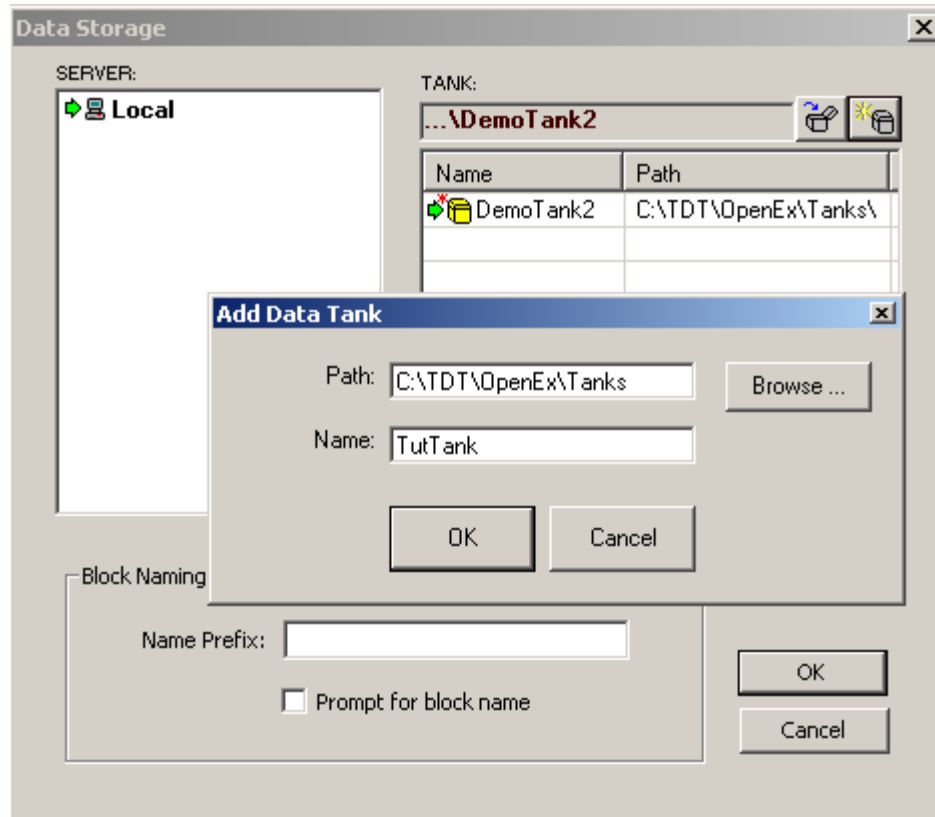 Data Storage
SERVER:
Local
TANK:
...\DemoTank2
Name Path
DemoTank2 C:\TDT\OpenEx\Tanks\
Add Data Tank
Path: C:\TDT\OpenEx\Tanks Browse ...
Name: TutTank
OK Cancel
Block Naming
Name Prefix:
Prompt for block name
OK
Cancel